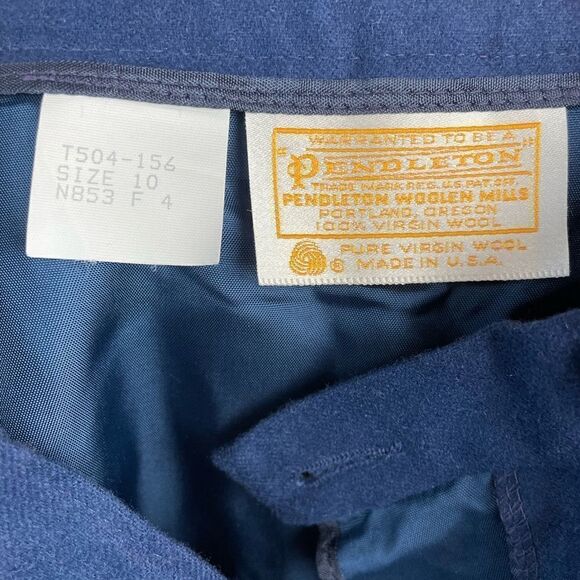 T504-156
SIZE 10
N853 F 4
WARRANTED TO BE A
"PENDLETON"
TRADE MARK REG. U.S. PAT. OFF.
PENDLETON WOOLEN MILLS
PORTLAND, OREGON
100% VIRGIN WOOL
®
PURE VIRGIN WOOL
MADE IN U.S.A.